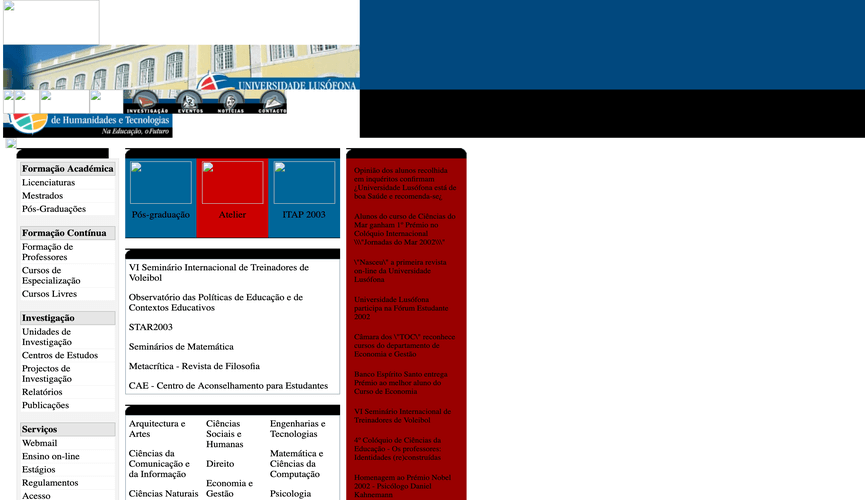 UNIVERSIDADE LUSÓFONA
INVESTIGAÇÃO
EVENTOS
NOTÍCIAS
CONTACTO
de Humanidades e Tecnologias
Na Educação, o Futuro
Formação Académica
Licenciaturas
Mestrados
Pós-Graduações
Formação Contínua
Formação de
Professores
Cursos de
Especialização
Cursos Livres
Investigação
Unidades de
Investigação
Centros de Estudos
Projectos de
Investigação
Relatórios
Publicações
Serviços
Webmail
Ensino on-line
Estágios
Regulamentos
Acesso
Pós-graduação
Atelier
ITAP 2003
VI Seminário Internacional de Treinadores de
Voleibol
Observatório das Políticas de Educação e de
Contextos Educativos
STAR2003
Seminários de Matemática
Metacrítica - Revista de Filosofia
CAE - Centro de Aconselhamento para Estudantes
Arquitectura e
Artes
Ciências da
Comunicação e
da Informação
Ciências Naturais
Ciências
Sociais e
Humanas
Direito
Economia e
Gestão
Engenharias e
Tecnologias
Matemática e
Ciências da
Computação
Psicologia
Opinião dos alunos recolhida
em inquéritos confirmam
Universidade Lusófona está de
boa Saúde e recomenda-se
Alunos do curso de Ciências do
Mar ganham 1º Prémio no
Colóquio Internacional
\\\"Jornadas do Mar 2002\\\"
a primeira revista
on-line da Universidade
Lusófona
Universidade Lusófona
participa na Fórum Estudante
2002
Câmara dos \"TOCs\" reconhece
cursos do departamento de
Economia e Gestão
Banco Espírito Santo entrega
Prémio ao melhor aluno do
Curso de Economia
VI Seminário Internacional de
Treinadores de Voleibol
4º Colóquio de Ciências da
Educação - Os professores:
Identidades (re)construídas
Homenagem ao Prémio Nobel
2002 - Psicólogo Daniel
Kahnemann